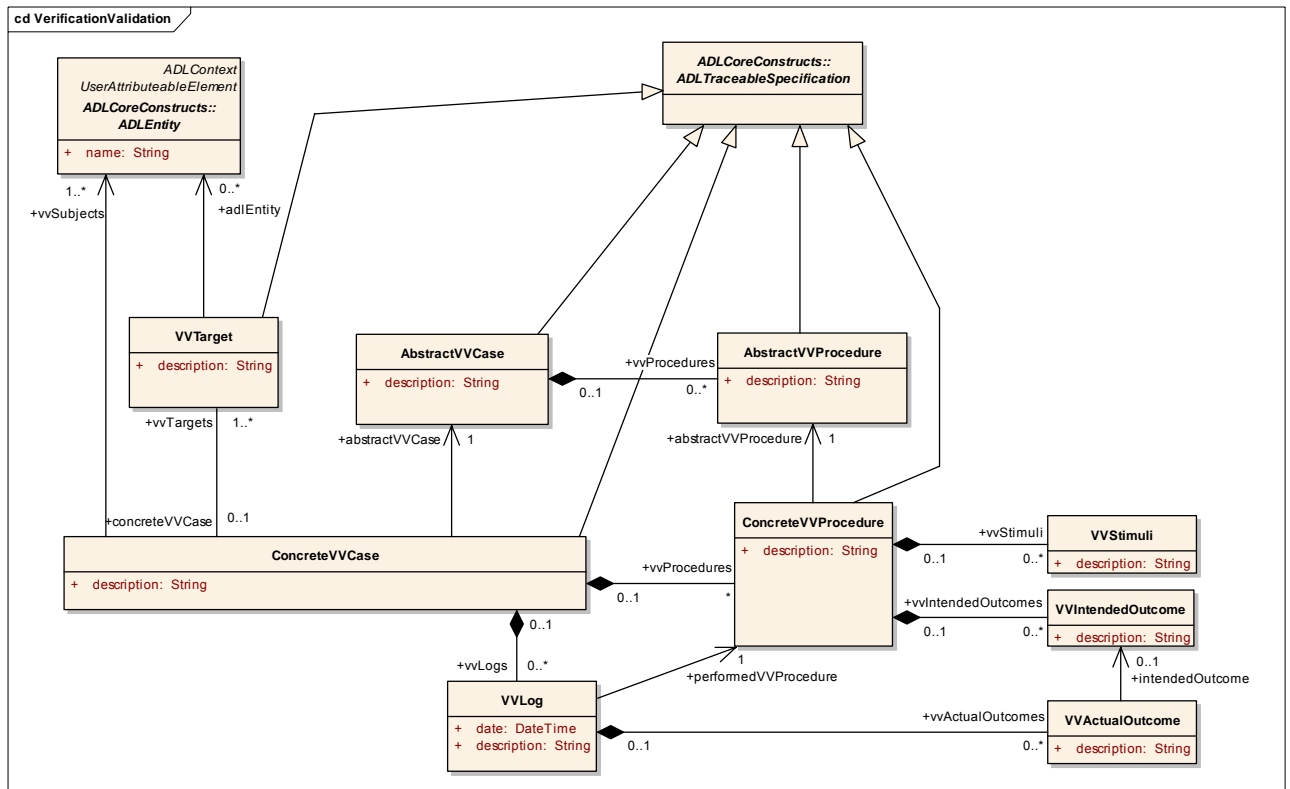 cd VerificationValidation
ADLContext
UserAttributeableElement
ADLCoreConstructs::
ADLEntity
+ name: String
ADLCoreConstructs::
ADLTraceableSpecification
1..*
+vvSubjects
0..*
+adlEntity
VVTarget
+ description: String
AbstractVVCase
+ description: String
+vvProcedures
0..1
0..*
AbstractVVProcedure
+ description: String
+vvTargets
1..*
+abstractVVCase
1
+abstractVVProcedure
1
+concreteVVCase
0..1
ConcreteVVCase
+ description: String
+vvProcedures
0..1
*
ConcreteVVProcedure
+ description: String
+vvStimuli
0..1
0..*
VVStimuli
+ description: String
+vvIntendedOutcomes
0..1
0..*
VVIntendedOutcome
+ description: String
0..1
+vvLogs
0..*
1
+performedVVProcedure
0..1
+intendedOutcome
VVLog
+ date: DateTime
+ description: String
+vvActualOutcomes
0..1
0..*
VVActualOutcome
+ description: String